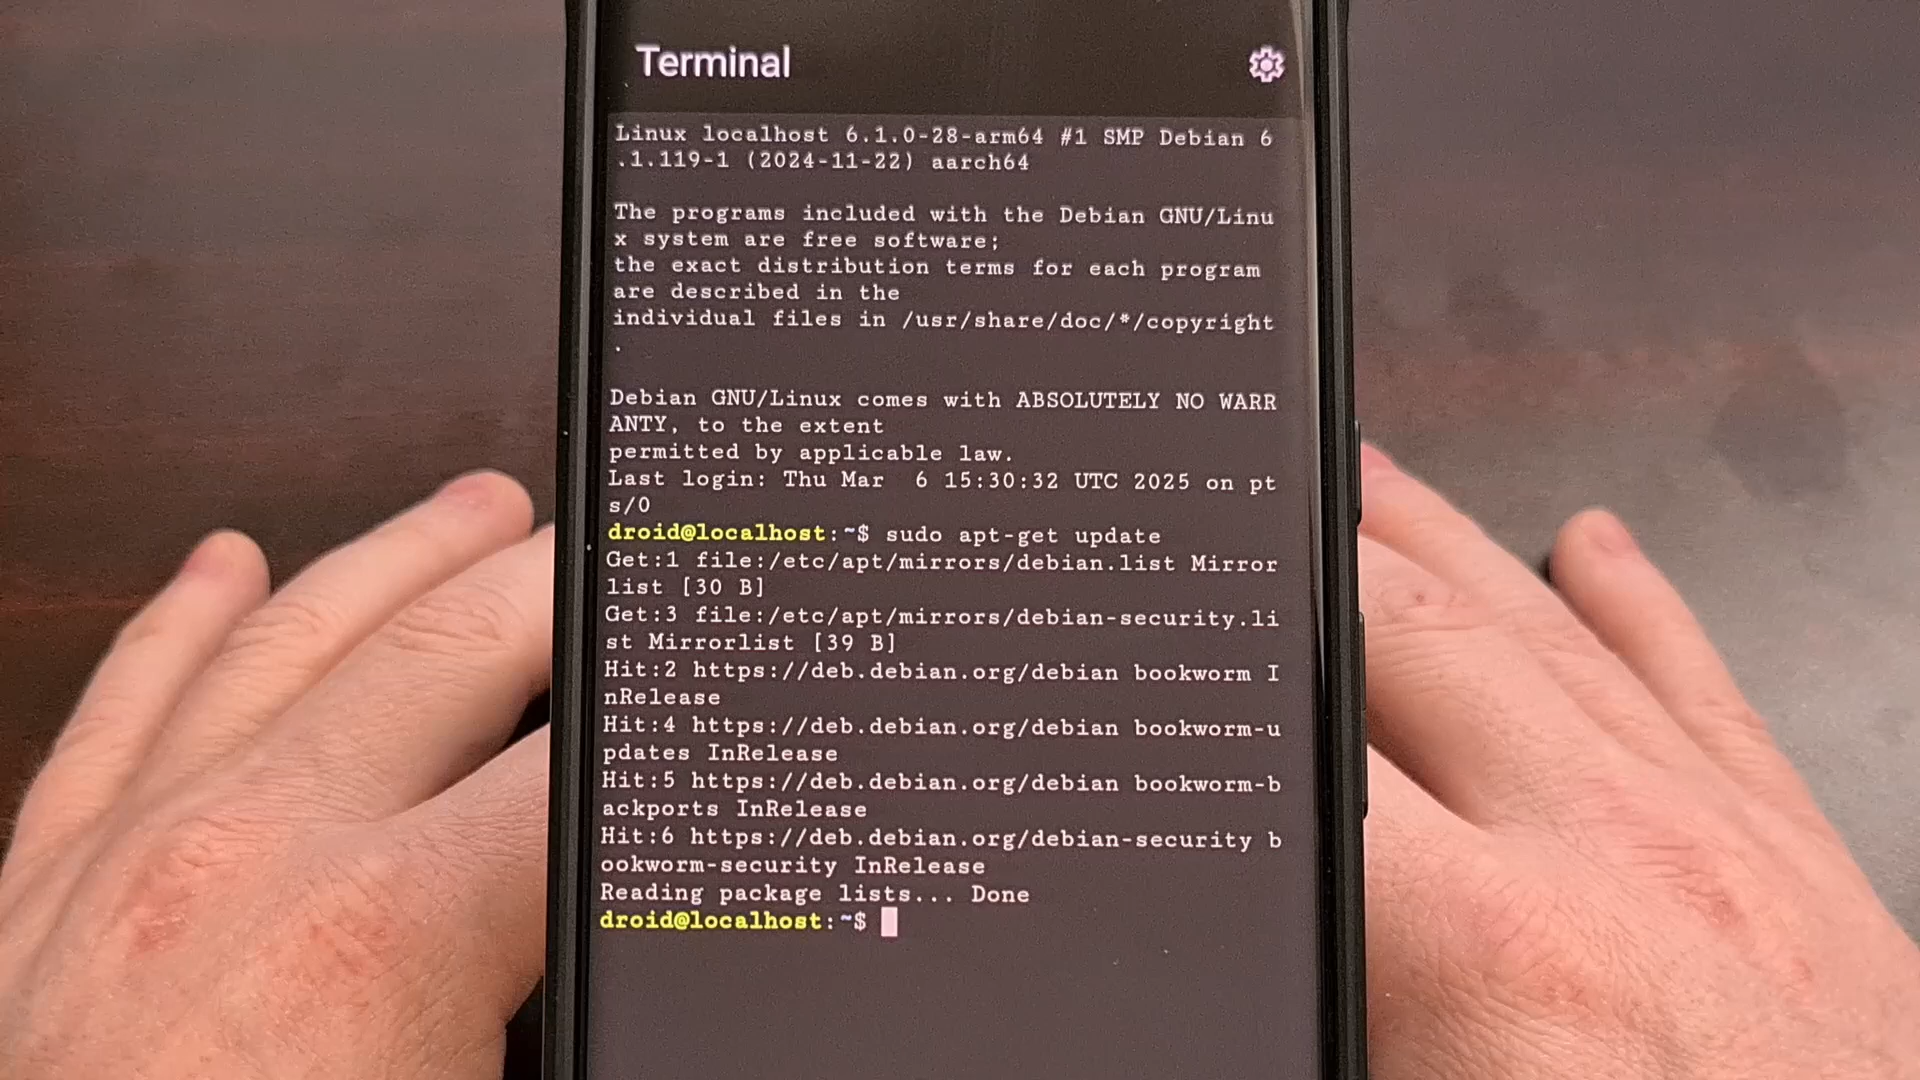 Terminal
Linux localhost 6.1.0-28-arm64 #1 SMP Debian 6
.1.119-1 (2024-11-22) aarch64
The programs included with the Debian GNU/Linu
x system are free software;
the exact distribution terms for each program
are described in the
individual files in /usr/share/doc/*/copyright
.
Debian GNU/Linux comes with ABSOLUTELY NO WARR
ANTY, to the extent
permitted by applicable law.
Last login: Thu Mar  6 15:30:32 UTC 2025 on pt
s/0
droid@localhost:~$ sudo apt-get update
Get:1 file:/etc/apt/mirrors/debian.list Mirror
list [30 B]
Get:3 file:/etc/apt/mirrors/debian-security.li
st Mirrorlist [39 B]
Hit:2 https://deb.debian.org/debian bookworm I
nRelease
Hit:4 https://deb.debian.org/debian bookworm-u
pdates InRelease
Hit:5 https://deb.debian.org/debian bookworm-b
ackports InRelease
Hit:6 https://deb.debian.org/debian-security b
ookworm-security InRelease
Reading package lists... Done
droid@localhost:~$